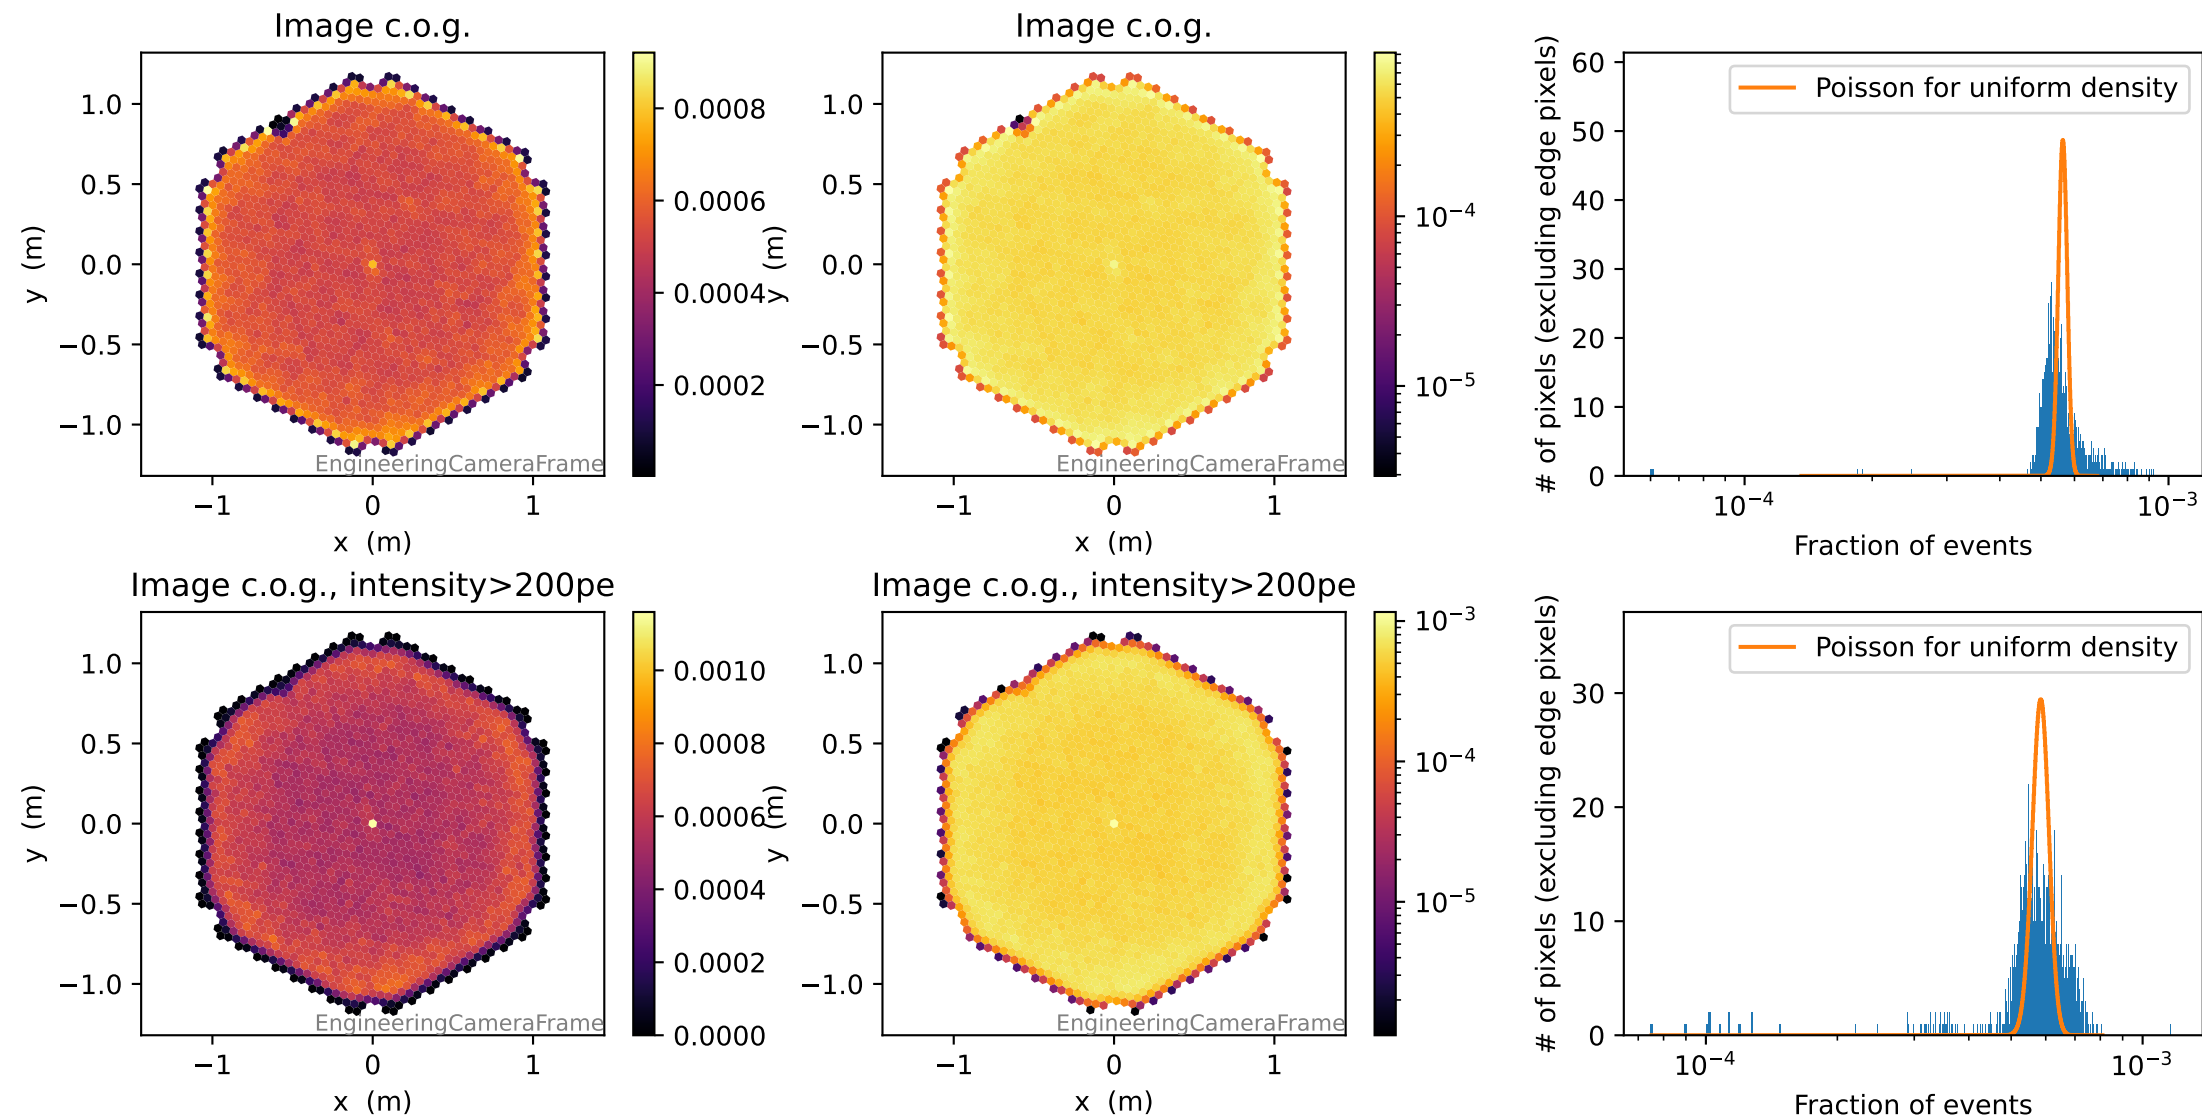 Image c.o.g.
1.0
0.5
0.0
−0.5
−1.0
y (m)
−1
0
1
x (m)
EngineeringCameraFrame
0.0008
0.0006
0.0004
0.0002
Image c.o.g.
1.0
0.5
0.0
−0.5
−1.0
y (m)
−1
0
1
x (m)
EngineeringCameraFrame
10−4
10−5
# of pixels (excluding edge pixels)
60
50
40
30
20
10
0
Poisson for uniform density
10−4
10−3
Fraction of events
Image c.o.g., intensity>200pe
1.0
0.5
0.0
−0.5
−1.0
y (m)
−1
0
1
x (m)
EngineeringCameraFrame
0.0010
0.0008
0.0006
0.0004
0.0002
0.0000
Image c.o.g., intensity>200pe
1.0
0.5
0.0
−0.5
−1.0
y (m)
−1
0
1
x (m)
EngineeringCameraFrame
10−3
10−4
10−5
# of pixels (excluding edge pixels)
30
20
10
0
Poisson for uniform density
10−4
10−3
Fraction of events